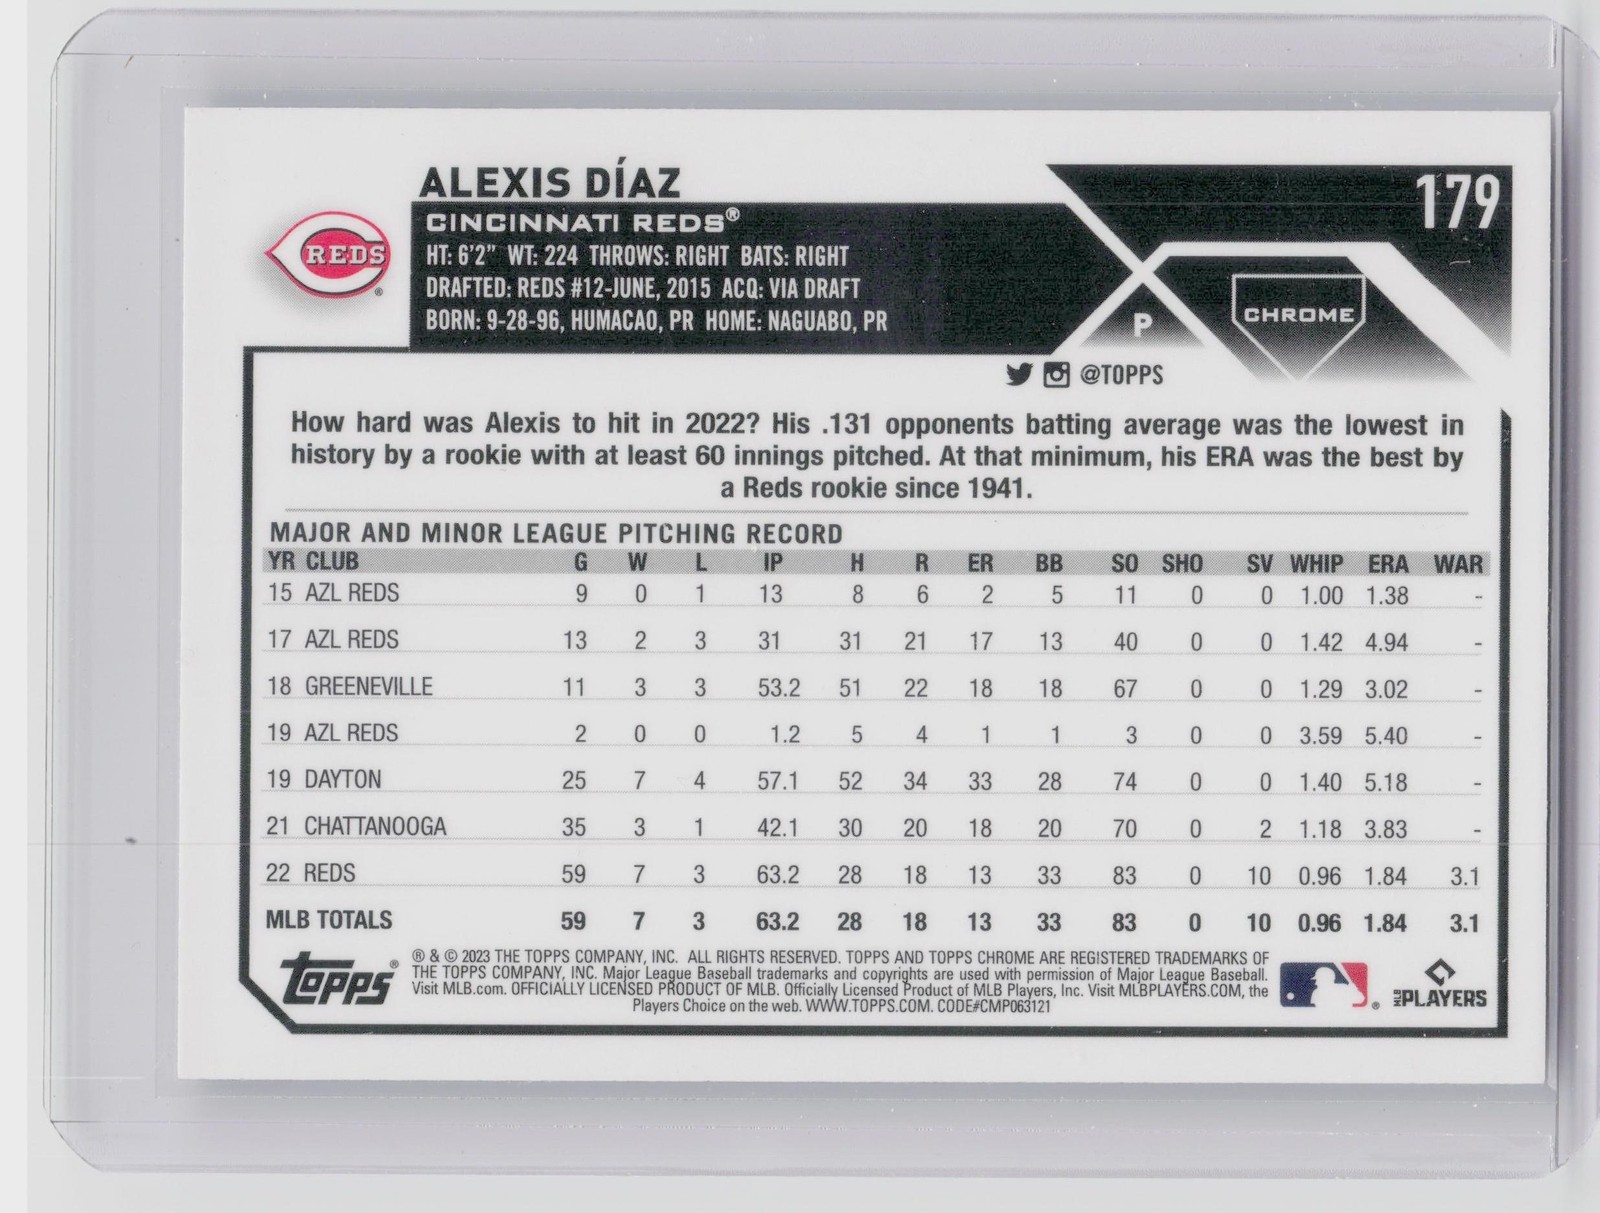 ALEXIS DÍAZ
179
REDS®
CINCINNATI REDS®
HT: 6'2" WT: 224 THROWS: RIGHT BATS: RIGHT
DRAFTED: REDS #12-JUNE, 2015 ACQ: VIA DRAFT
BORN: 9-28-96, HUMACAO, PR HOME: NAGUABO, PR
P
CHROME
@TOPPS
How hard was Alexis to hit in 2022? His .131 opponents batting average was the lowest in
history by a rookie with at least 60 innings pitched. At that minimum, his ERA was the best by
a Reds rookie since 1941.
MAJOR AND MINOR LEAGUE PITCHING RECORD
YR CLUB G W L IP H R ER BB SO SHO SV WHIP ERA WAR
15 AZL REDS 9 0 1 13 8 6 2 5 11 0 0 1.00 1.38 -
17 AZL REDS 13 2 3 31 31 21 17 13 40 0 0 1.42 4.94 -
18 GREENEVILLE 11 3 3 53.2 51 22 18 18 67 0 0 1.29 3.02 -
19 AZL REDS 2 0 0 1.2 5 4 1 1 3 0 0 3.59 5.40 -
19 DAYTON 25 7 4 57.1 52 34 33 28 74 0 0 1.40 5.18 -
21 CHATTANOOGA 35 3 1 42.1 30 20 18 20 70 0 2 1.18 3.83 -
22 REDS 59 7 3 63.2 28 18 13 33 83 0 10 0.96 1.84 3.1
MLB TOTALS 59 7 3 63.2 28 18 13 33 83 0 10 0.96 1.84 3.1
Topps®
® & © 2023 THE TOPPS COMPANY, INC. ALL RIGHTS RESERVED. TOPPS AND TOPPS CHROME ARE REGISTERED TRADEMARKS OF
THE TOPPS COMPANY, INC. Major League Baseball trademarks and copyrights are used with permission of Major League Baseball.
Visit MLB.com. OFFICIALLY LICENSED PRODUCT OF MLB. Officially Licensed Product of MLB Players, Inc. Visit MLBPLAYERS.COM, the
Players Choice on the web. WWW.TOPPS.COM. CODE#CMP063121
®
MLB PLAYERS